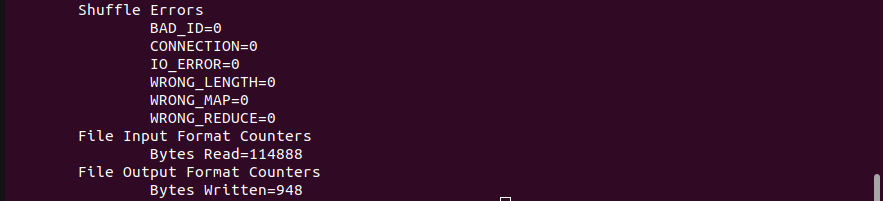 Shuffle Errors
BAD_ID=0
CONNECTION=0
IO_ERROR=0
WRONG_LENGTH=0
WRONG_MAP=0
WRONG_REDUCE=0
File Input Format Counters
Bytes Read=114888
File Output Format Counters
Bytes Written=948